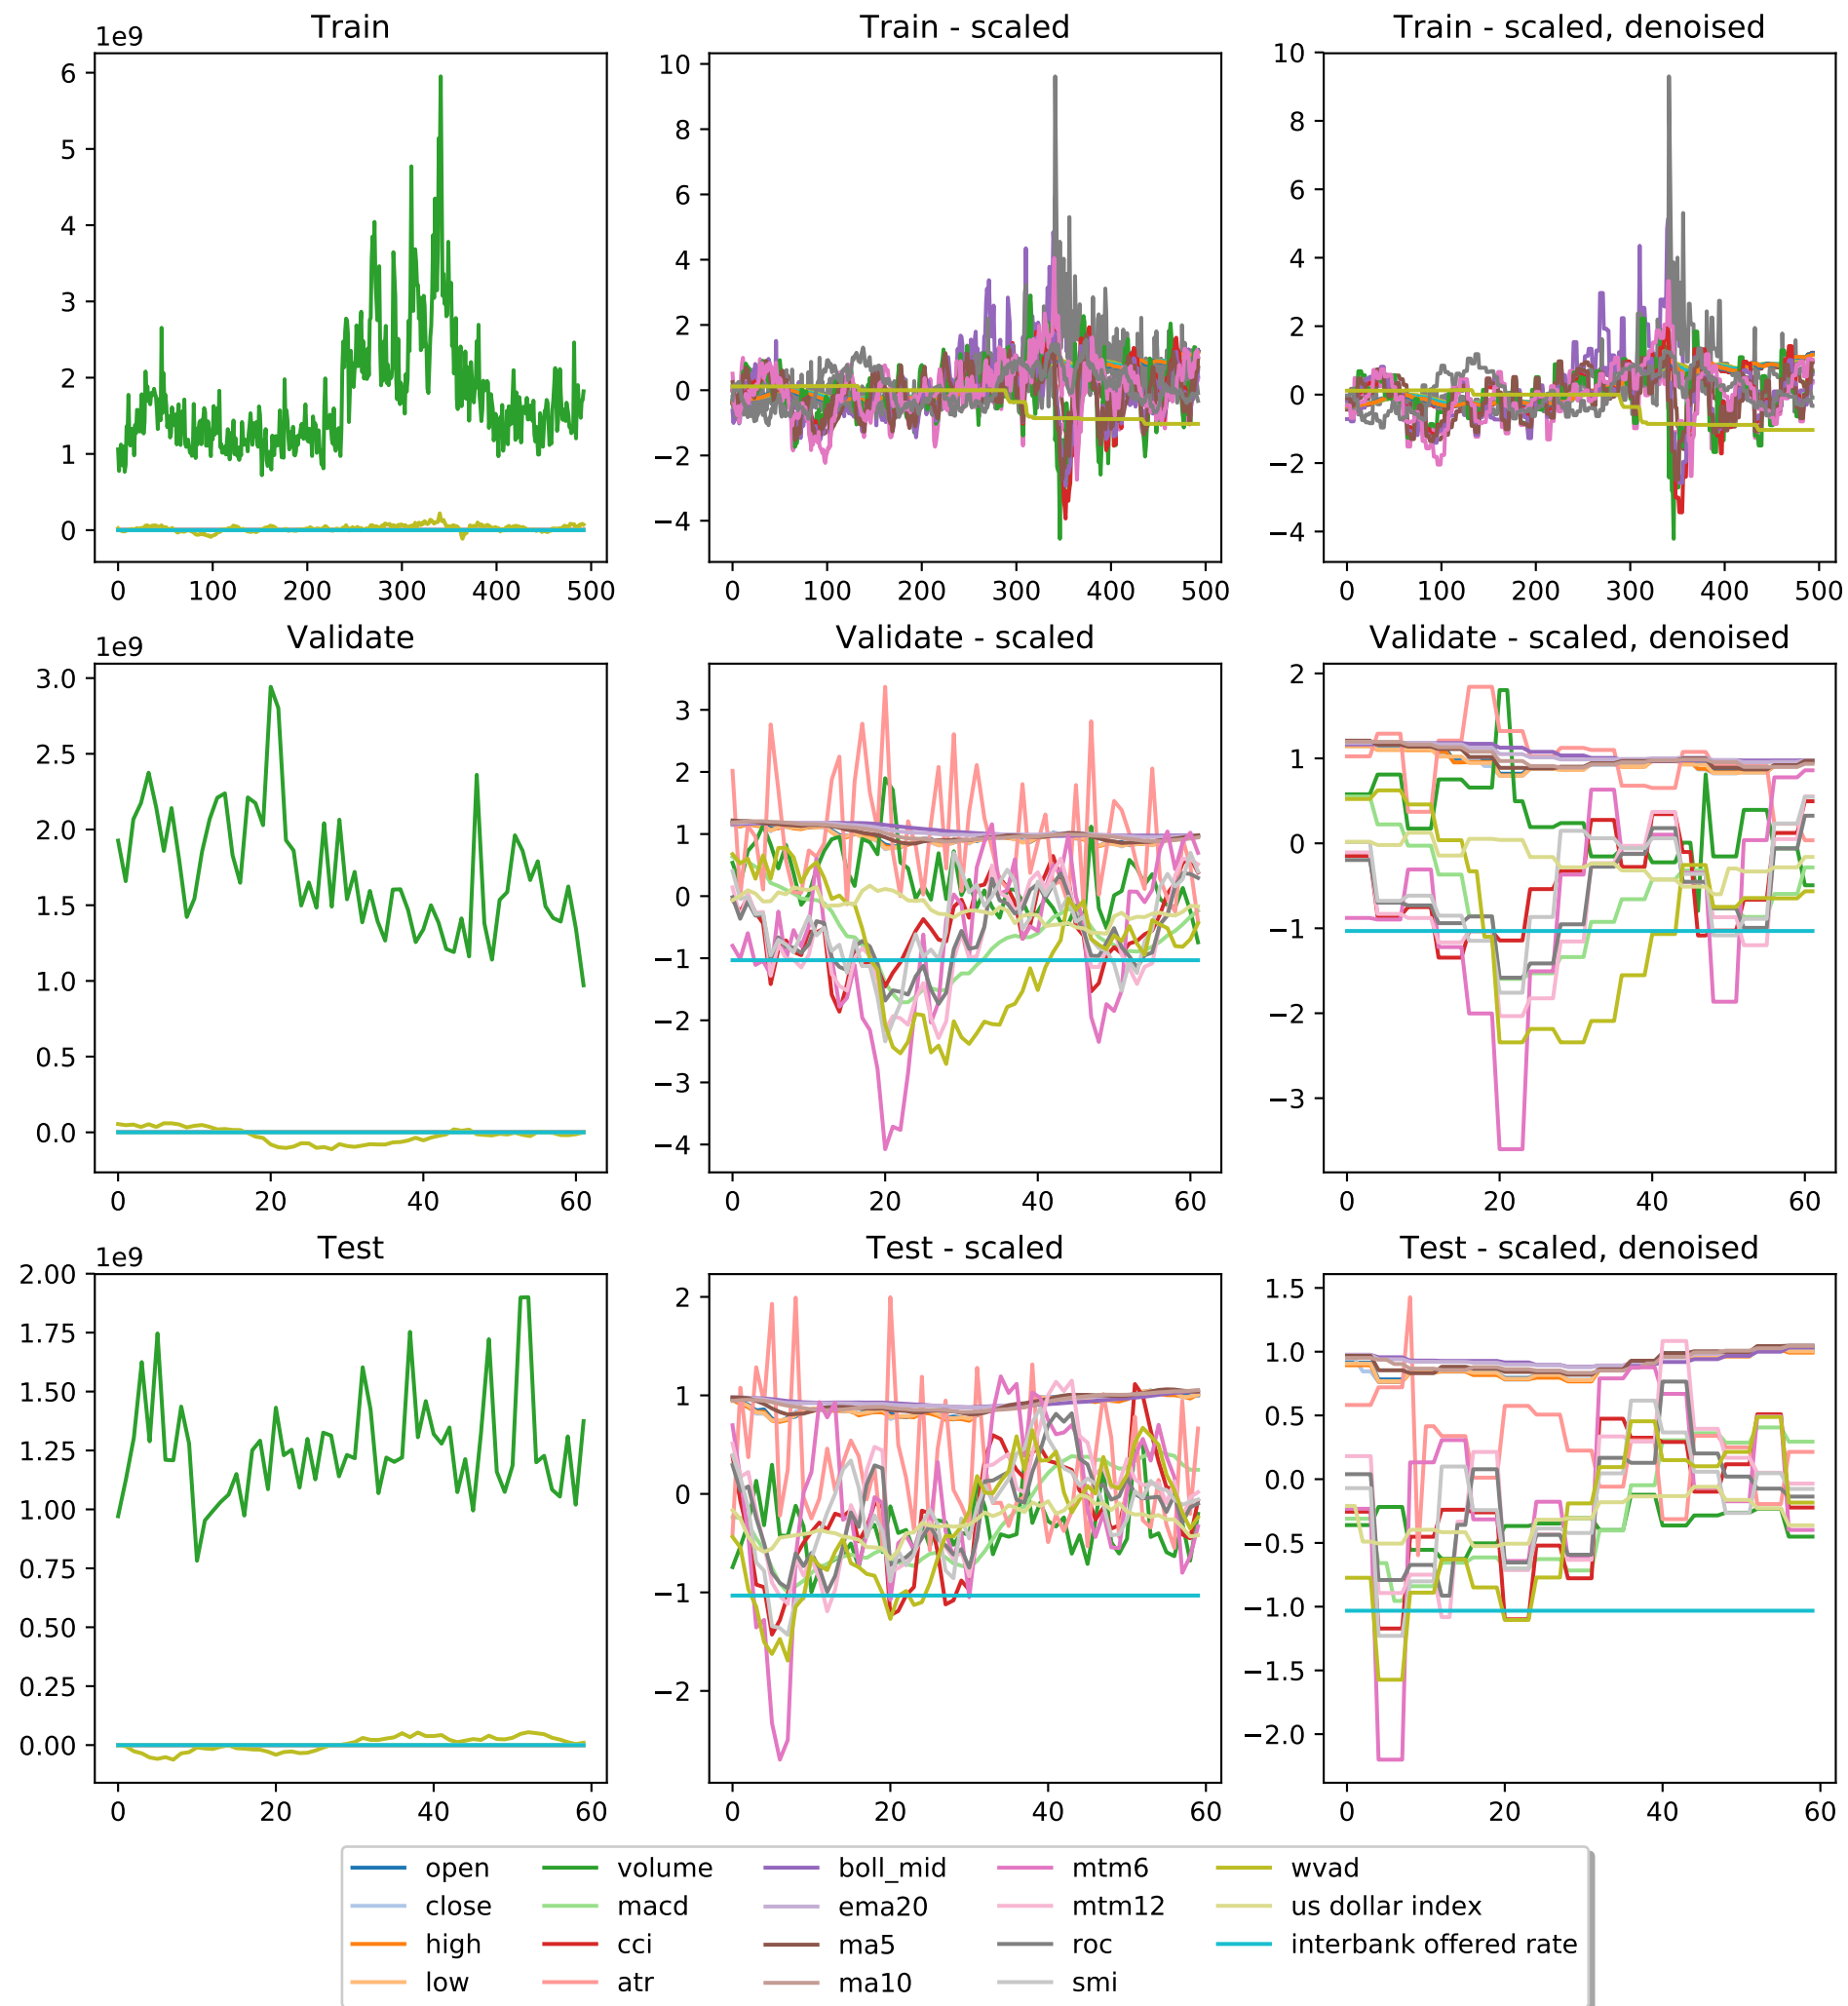 Train
Train - scaled
Train - scaled, denoised
1e9
6
5
4
3
2
1
0
0 100 200 300 400 500
10
8
6
4
2
0
−2
−4
0 100 200 300 400 500
10
8
6
4
2
0
−2
−4
0 100 200 300 400 500
Validate
Validate - scaled
Validate - scaled, denoised
1e9
3.0
2.5
2.0
1.5
1.0
0.5
0.0
0 20 40 60
3
2
1
0
−1
−2
−3
−4
0 20 40 60
2
1
0
−1
−2
−3
0 20 40 60
Test
Test - scaled
Test - scaled, denoised
1e9
2.00
1.75
1.50
1.25
1.00
0.75
0.50
0.25
0.00
0 20 40 60
2
1
0
−1
−2
0 20 40 60
1.5
1.0
0.5
0.0
−0.5
−1.0
−1.5
−2.0
0 20 40 60
open volume boll_mid mtm6 wvad
close macd ema20 mtm12 us dollar index
high cci ma5 roc interbank offered rate
low atr ma10 smi